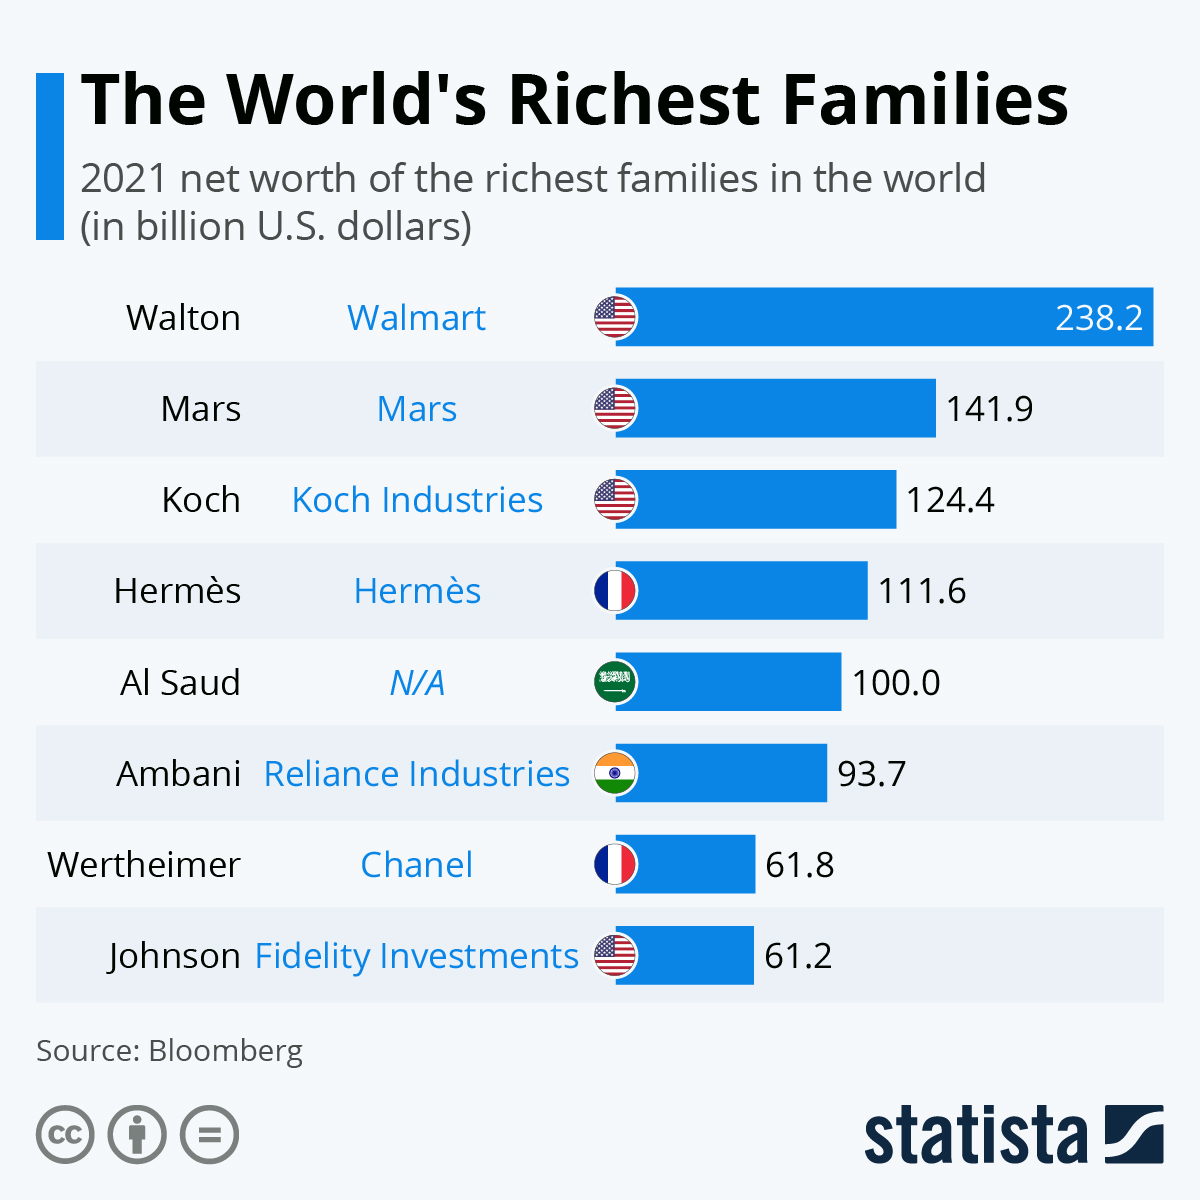 The World's Richest Families
2021 net worth of the richest families in the world
(in billion U.S. dollars)
Walton Walmart 238.2
Mars Mars 141.9
Koch Koch Industries 124.4
Hermès Hermès 111.6
Al Saud N/A 100.0
Ambani Reliance Industries 93.7
Wertheimer Chanel 61.8
Johnson Fidelity Investments 61.2
Source: Bloomberg
cc
statista